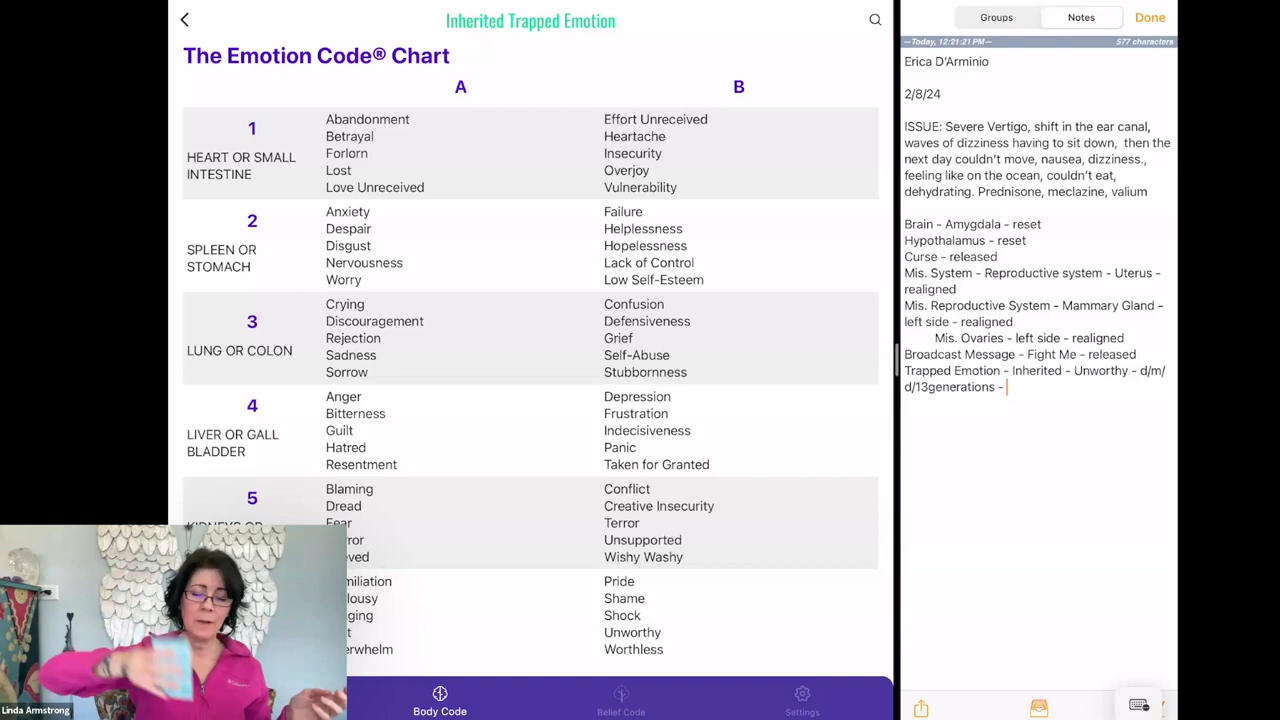 Inherited Trapped Emotion
The Emotion Code® Chart
A
B
1
HEART OR SMALL
INTESTINE
Abandonment
Betrayal
Forlorn
Lost
Love Unreceived
Effort Unreceived
Heartache
Insecurity
Overjoy
Vulnerability
2
SPLEEN OR
STOMACH
Anxiety
Despair
Disgust
Nervousness
Worry
Failure
Helplessness
Hopelessness
Lack of Control
Low Self-Esteem
3
LUNG OR COLON
Crying
Discouragement
Rejection
Sadness
Sorrow
Confusion
Defensiveness
Grief
Self-Abuse
Stubbornness
4
LIVER OR GALL
BLADDER
Anger
Bitterness
Guilt
Hatred
Resentment
Depression
Frustration
Indecisiveness
Panic
Taken for Granted
5
Blaming
Dread
Fear
Conflict
Creative Insecurity
Terror
Unsupported
Wishy Washy
Pride
Shame
Shock
Unworthy
Worthless
Body Code
Belief Code
Settings
Linda Armstrong
Groups
Notes
Done
—Today, 12:21:21 PM—
577 characters
Erica D'Arminio
2/8/24
ISSUE: Severe Vertigo, shift in the ear canal,
waves of dizziness having to sit down, then the
next day couldn't move, nausea, dizziness.,
feeling like on the ocean, couldn't eat,
dehydrating. Prednisone, meclazine, valium
Brain - Amygdala - reset
Hypothalamus - reset
Curse - released
Mis. System - Reproductive system - Uterus -
realigned
Mis. Reproductive System - Mammary Gland -
left side - realigned
Mis. Ovaries - left side - realigned
Broadcast Message - Fight Me - released
Trapped Emotion - Inherited - Unworthy - d/m/
d/13generations -